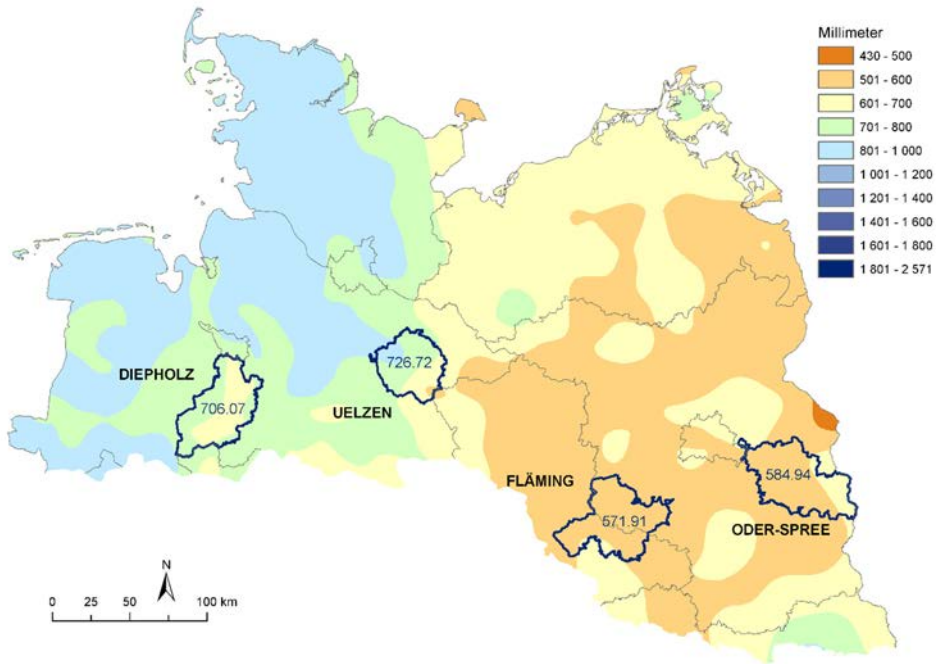 Millimeter
430 - 500
501 - 600
601 - 700
701 - 800
801 - 1 000
1 001 - 1 200
1 201 - 1 400
1 401 - 1 600
1 601 - 1 800
1 801 - 2 571
726.72
DIEPHOLZ
706.07
UELZEN
FLÄMING
584.94
571.91
ODER-SPREE
N
0 25 50 100 km